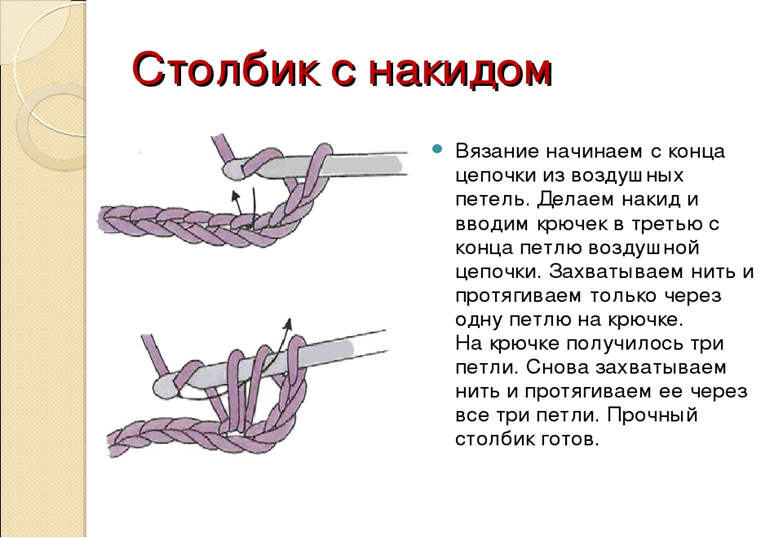 Столбик с накидом
Вязание начинаем с конца
цепочки из воздушных
петель. Делаем накид и
вводим крючек в третью с
конца петлю воздушной
цепочки. Захватываем нить и
протягиваем только через
одну петлю на крючке.
На крючке получилось три
петли. Снова захватываем
нить и протягиваем ее через
все три петли. Прочный
столбик готов.